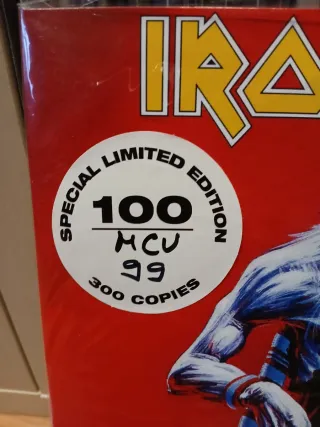 IRO
SPECIAL LIMITED EDITION
100
MCU
99
300 COPIES